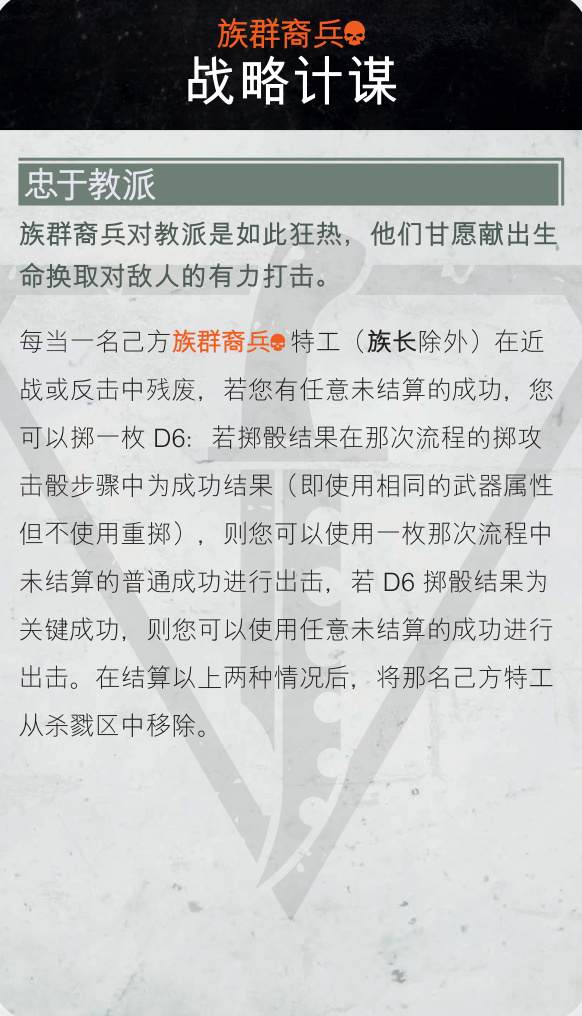 族群裔兵
战略计谋
忠于教派
族群裔兵对教派是如此狂热，他们甘愿献出生
命换取对敌人的有力打击。
每当一名己方族群裔兵特工（族长除外）在近
战或反击中残废，若您有任意未结算的成功，您
可以掷一枚 D6：若掷骰结果在那次流程的掷攻
击骰步骤中为成功结果（即使用相同的武器属性
但不使用重掷），则您可以使用一枚那次流程中
未结算的普通成功进行出击，若 D6 掷骰结果为
关键成功，则您可以使用任意未结算的成功进行
出击。在结算以上两种情况后，将那名己方特工
从杀戮区中移除。